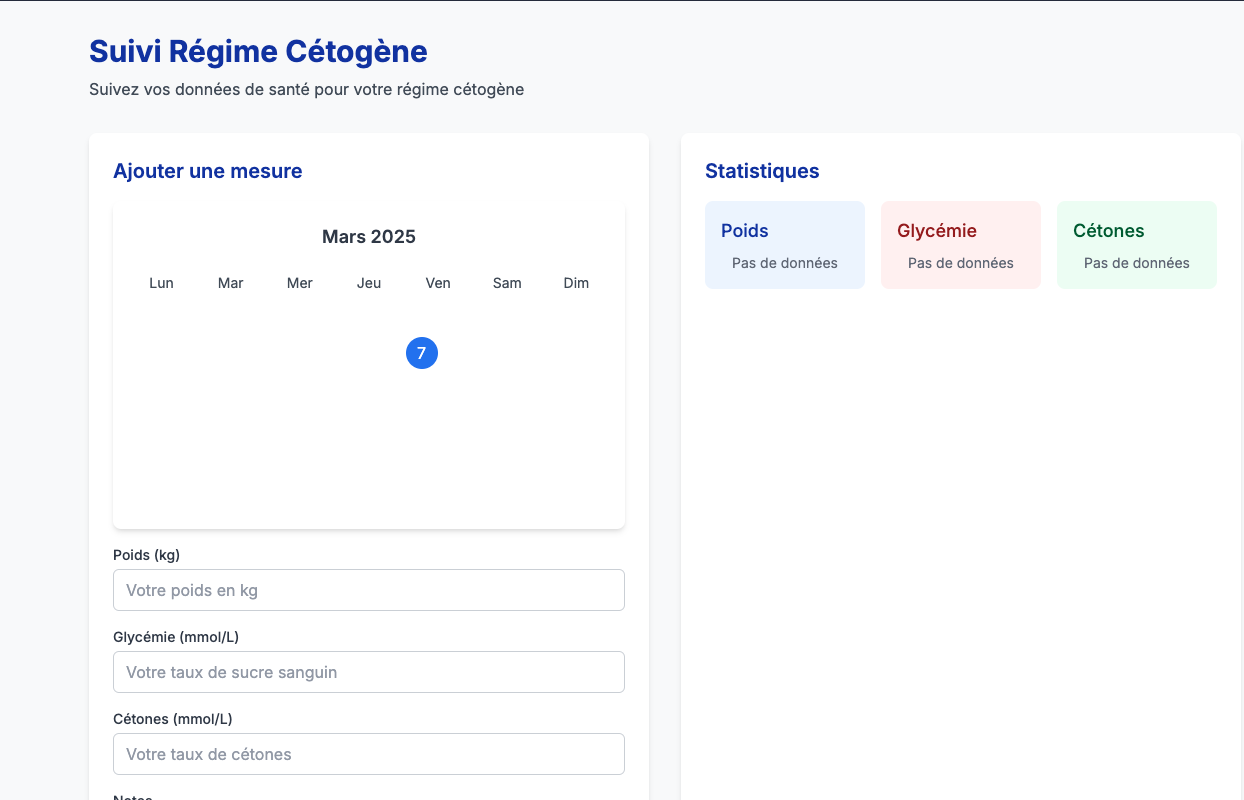 Suivi Régime Cétogène
Suivez vos données de santé pour votre régime cétogène
Ajouter une mesure
Mars 2025
Lun Mar Mer Jeu Ven Sam Dim
7
Poids (kg)
Votre poids en kg
Glycémie (mmol/L)
Votre taux de sucre sanguin
Cétones (mmol/L)
Votre taux de cétones
Notes
Statistiques
Poids
Pas de données
Glycémie
Pas de données
Cétones
Pas de données